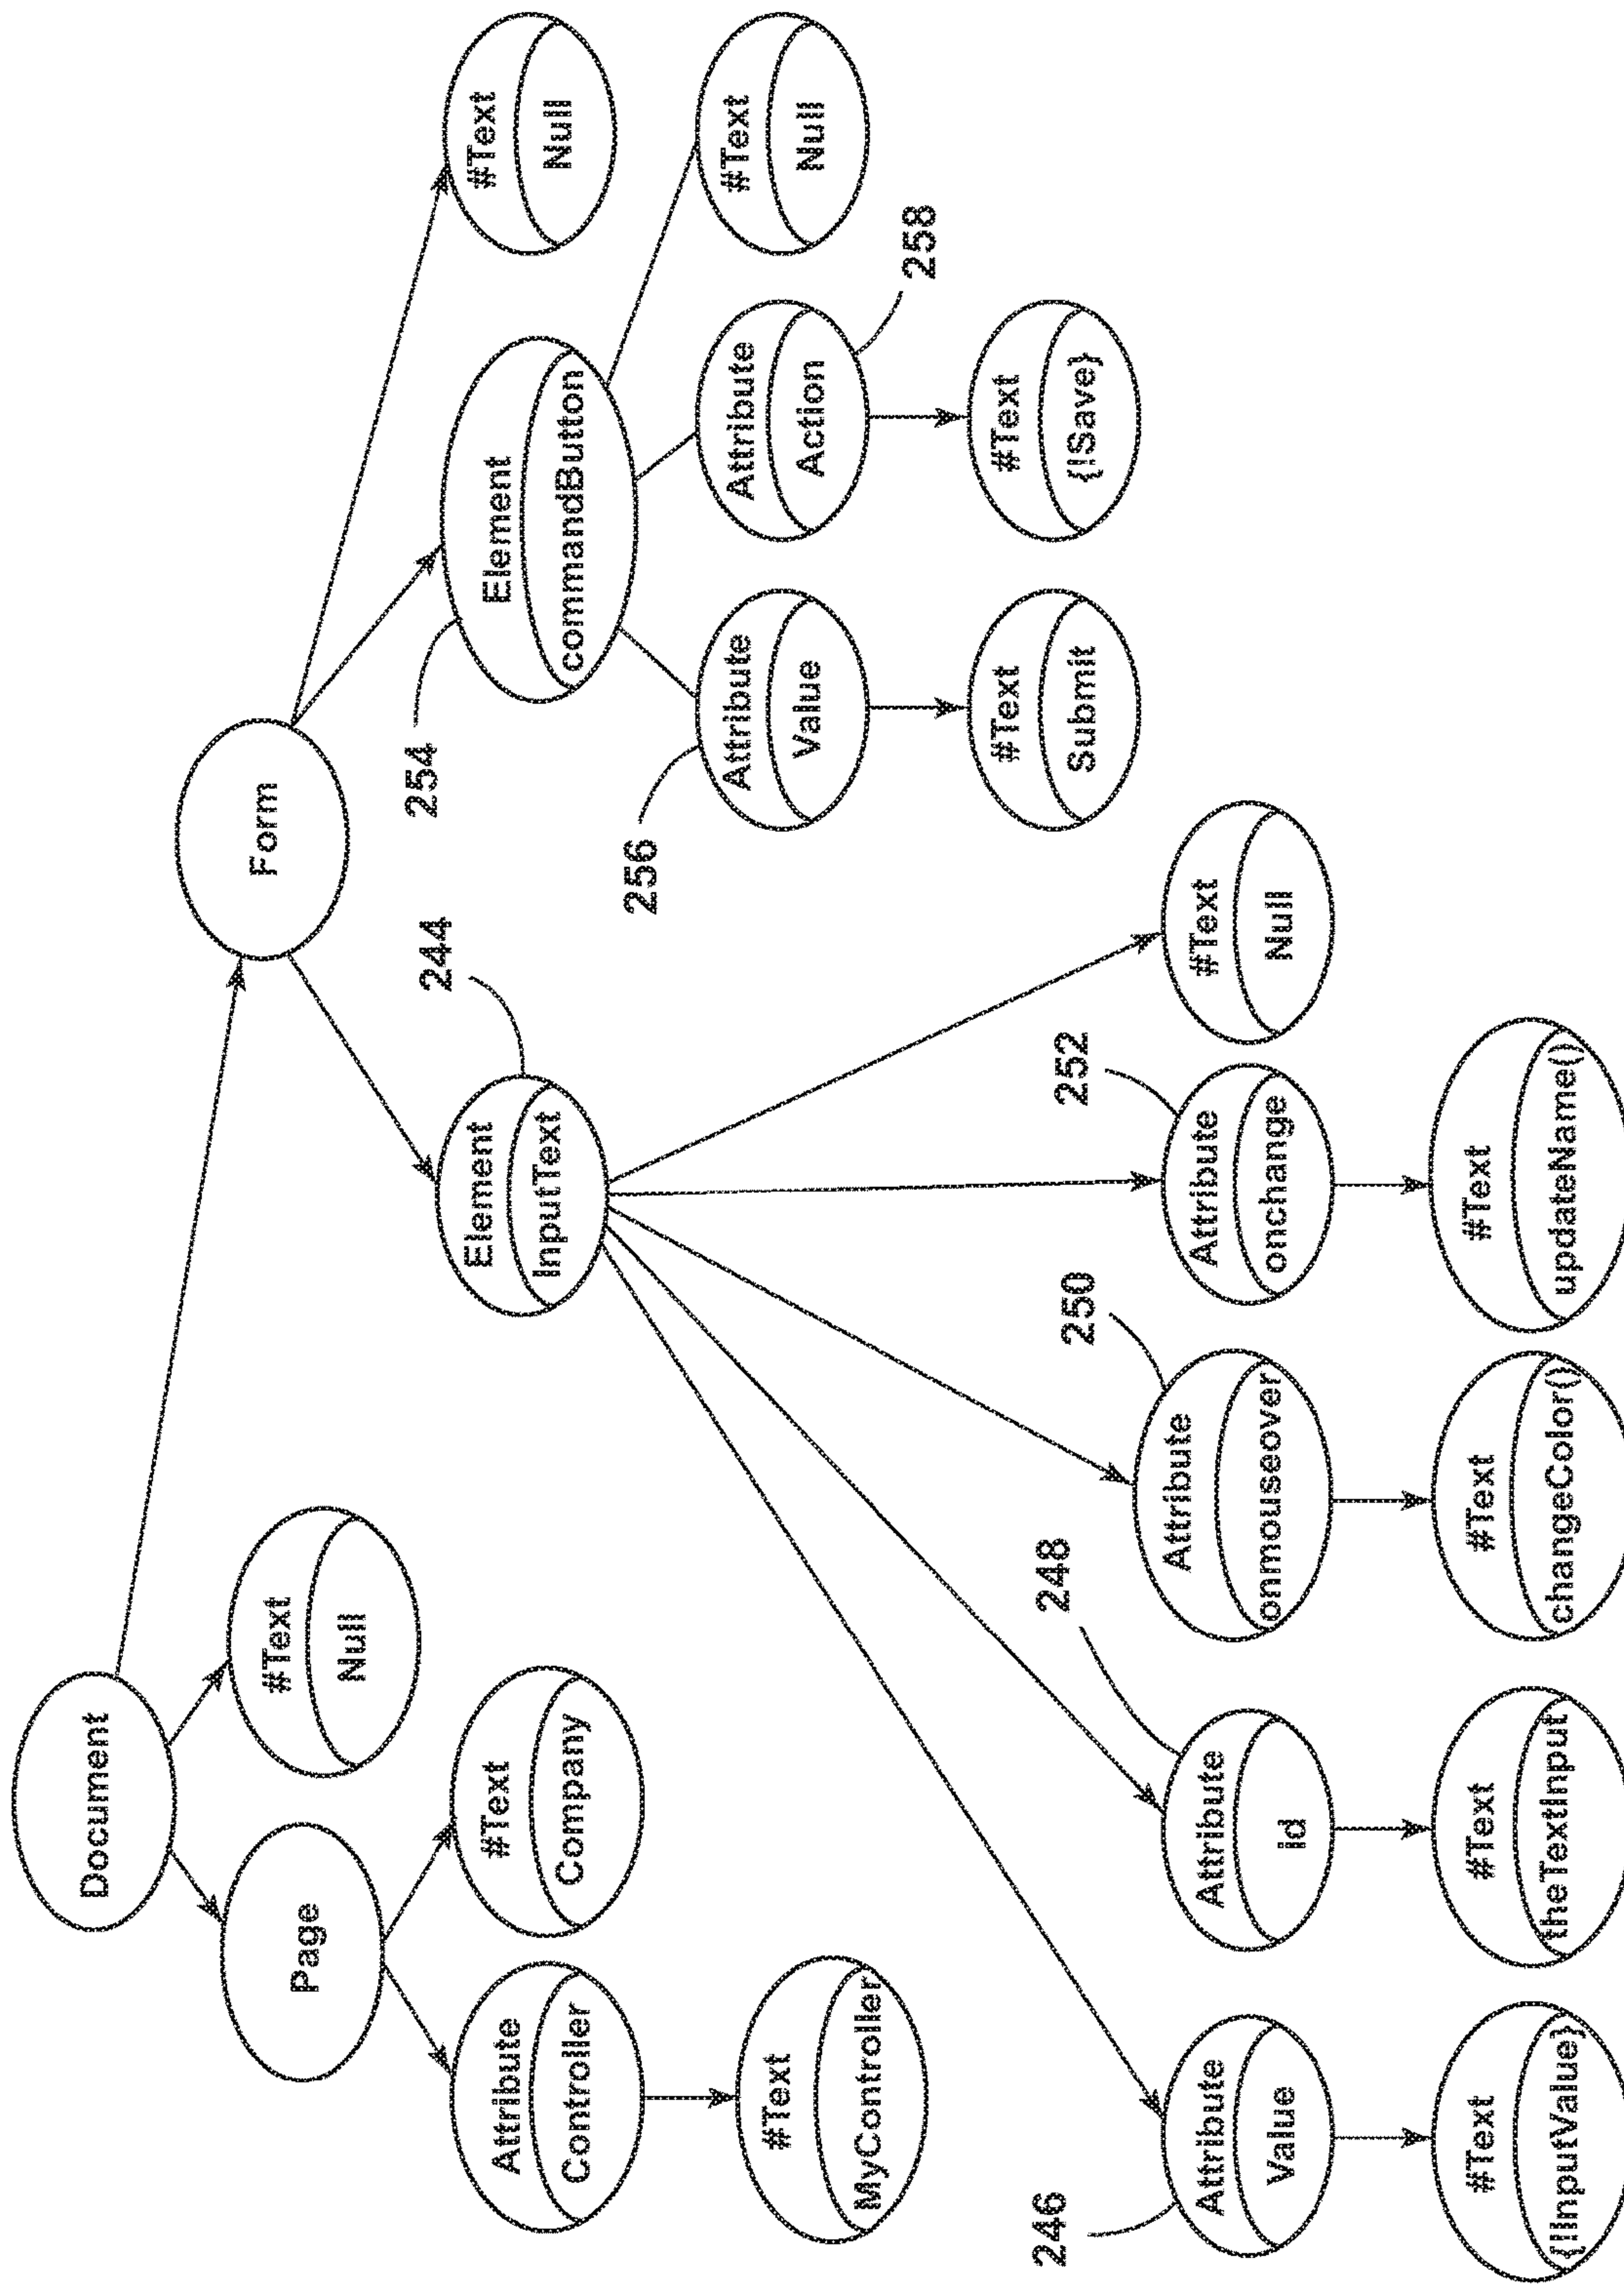 Document
Page
#Text
Null
Form
Attribute
Controller
#Text
Company
#Text
MyController
244
Element
InputText
254
Element
commandButton
#Text
Null
256
Attribute
Value
Attribute
Action
258
#Text
Null
#Text
Submit
#Text
{!Save}
246
Attribute
Value
248
Attribute
id
250
Attribute
onmouseover
252
Attribute
onchange
#Text
Null
#Text
{!InputValue}
#Text
theTextInput
#Text
changeColor()
#Text
updateName()